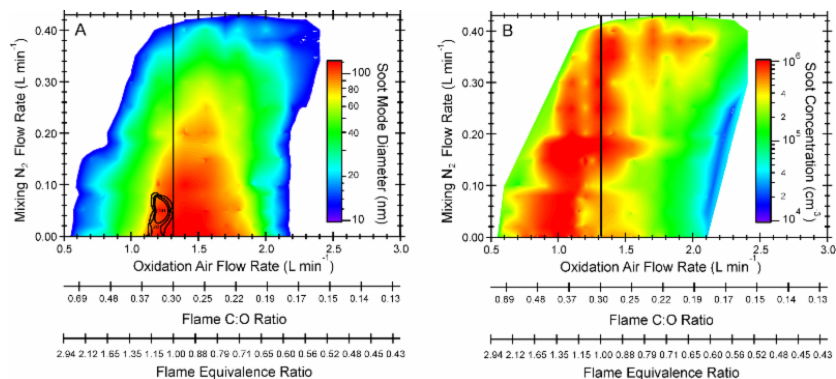 A
Mixing N2 Flow Rate (L min-1)
0.40
0.30
0.20
0.10
0.00
0.5 1.0 1.5 2.0 2.5 3.0
Oxidation Air Flow Rate (L min-1)
100
80
60
40
20
10
Soot Mode Diameter (nm)
0.69 0.48 0.37 0.30 0.25 0.22 0.19 0.17 0.15 0.14 0.13
Flame C:O Ratio
2.94 2.12 1.65 1.35 1.15 1.00 0.88 0.79 0.71 0.65 0.60 0.56 0.52 0.48 0.45 0.43
Flame Equivalence Ratio
B
Mixing N2 Flow Rate (L min-1)
0.40
0.30
0.20
0.10
0.00
0.5 1.0 1.5 2.0 2.5 3.0
Oxidation Air Flow Rate (L min-1)
10^6
4
2
10^5
4
2
10^4
Soot Concentration (cm-3)
0.69 0.48 0.37 0.30 0.25 0.22 0.19 0.17 0.15 0.14 0.13
Flame C:O Ratio
2.94 2.12 1.65 1.35 1.15 1.00 0.88 0.79 0.71 0.65 0.60 0.56 0.52 0.48 0.45 0.43
Flame Equivalence Ratio